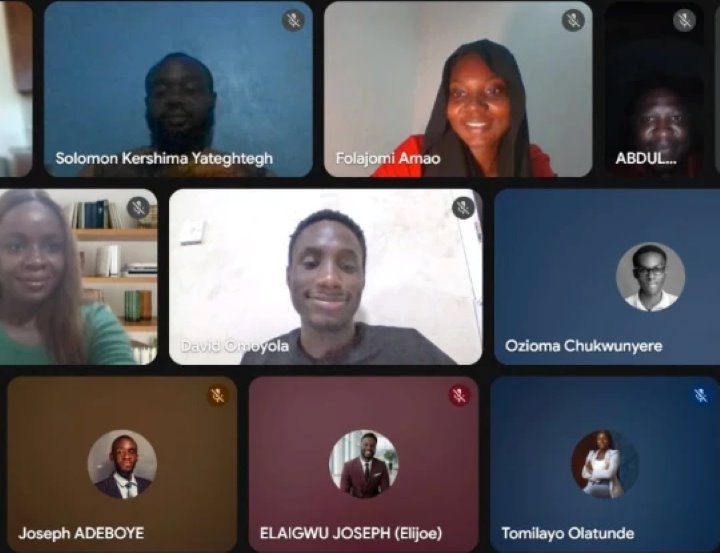 Solomon Kershima Yateghtegh
Folajomi Amao
ABDUL...
David Omoyola
Ozioma Chukwunyere
Joseph ADEBOYE
ELAIGWU JOSEPH (Elijoe)
Tomilayo Olatunde